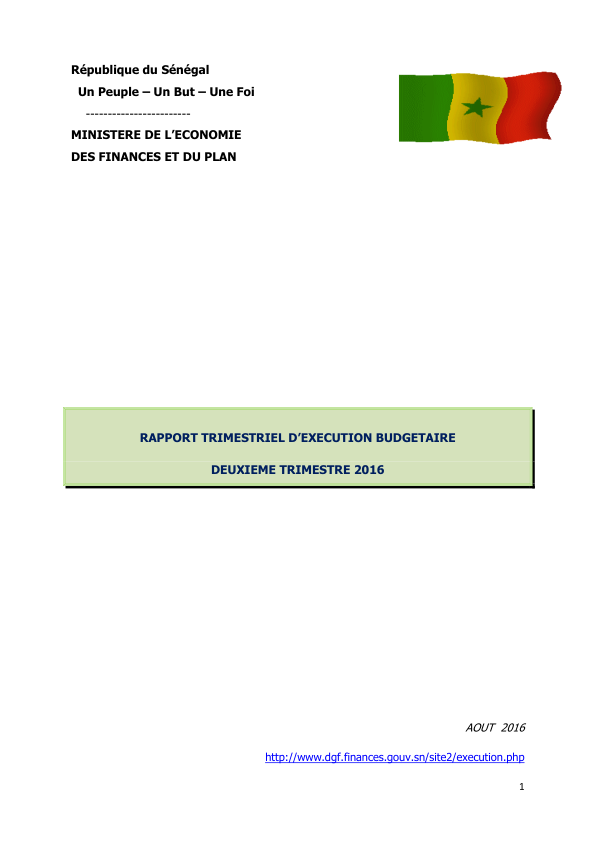 République du Sénégal
Un Peuple – Un But – Une Foi
------------------------
MINISTERE DE L’ECONOMIE
DES FINANCES ET DU PLAN
RAPPORT TRIMESTRIEL D’EXECUTION BUDGETAIRE
DEUXIEME TRIMESTRE 2016
AOUT 2016
http://www.dgf.finances.gouv.sn/site2/execution.php
1